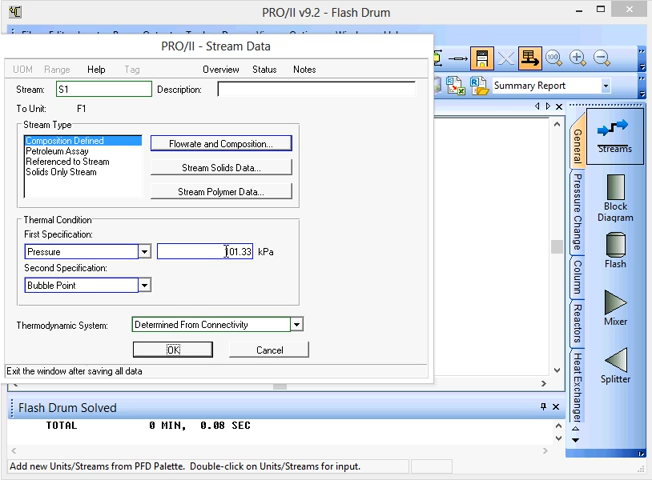 PRO/II v9.2 - Flash Drum
PRO/II - Stream Data
UOM Range Help Tag Overview Status Notes
Stream: S1 Description:
To Unit: F1
Stream Type
Composition Defined
Petroleum Assay
Referenced to Stream
Solids Only Stream
Flowrate and Composition...
Stream Solids Data...
Stream Polymer Data...
Thermal Condition
First Specification:
Pressure 101.33 kPa
Second Specification:
Bubble Point
Thermodynamic System: Determined From Connectivity
OK Cancel
Exit the window after saving all data
Summary Report
General
Pressure Change
Column
Reactors
Heat Exchanger
Streams
Block
Diagram
Flash
Mixer
Splitter
Flash Drum Solved
TOTAL 0 MIN, 0.08 SEC
Add new Units/Streams from PFD Palette. Double-click on Units/Streams for input.